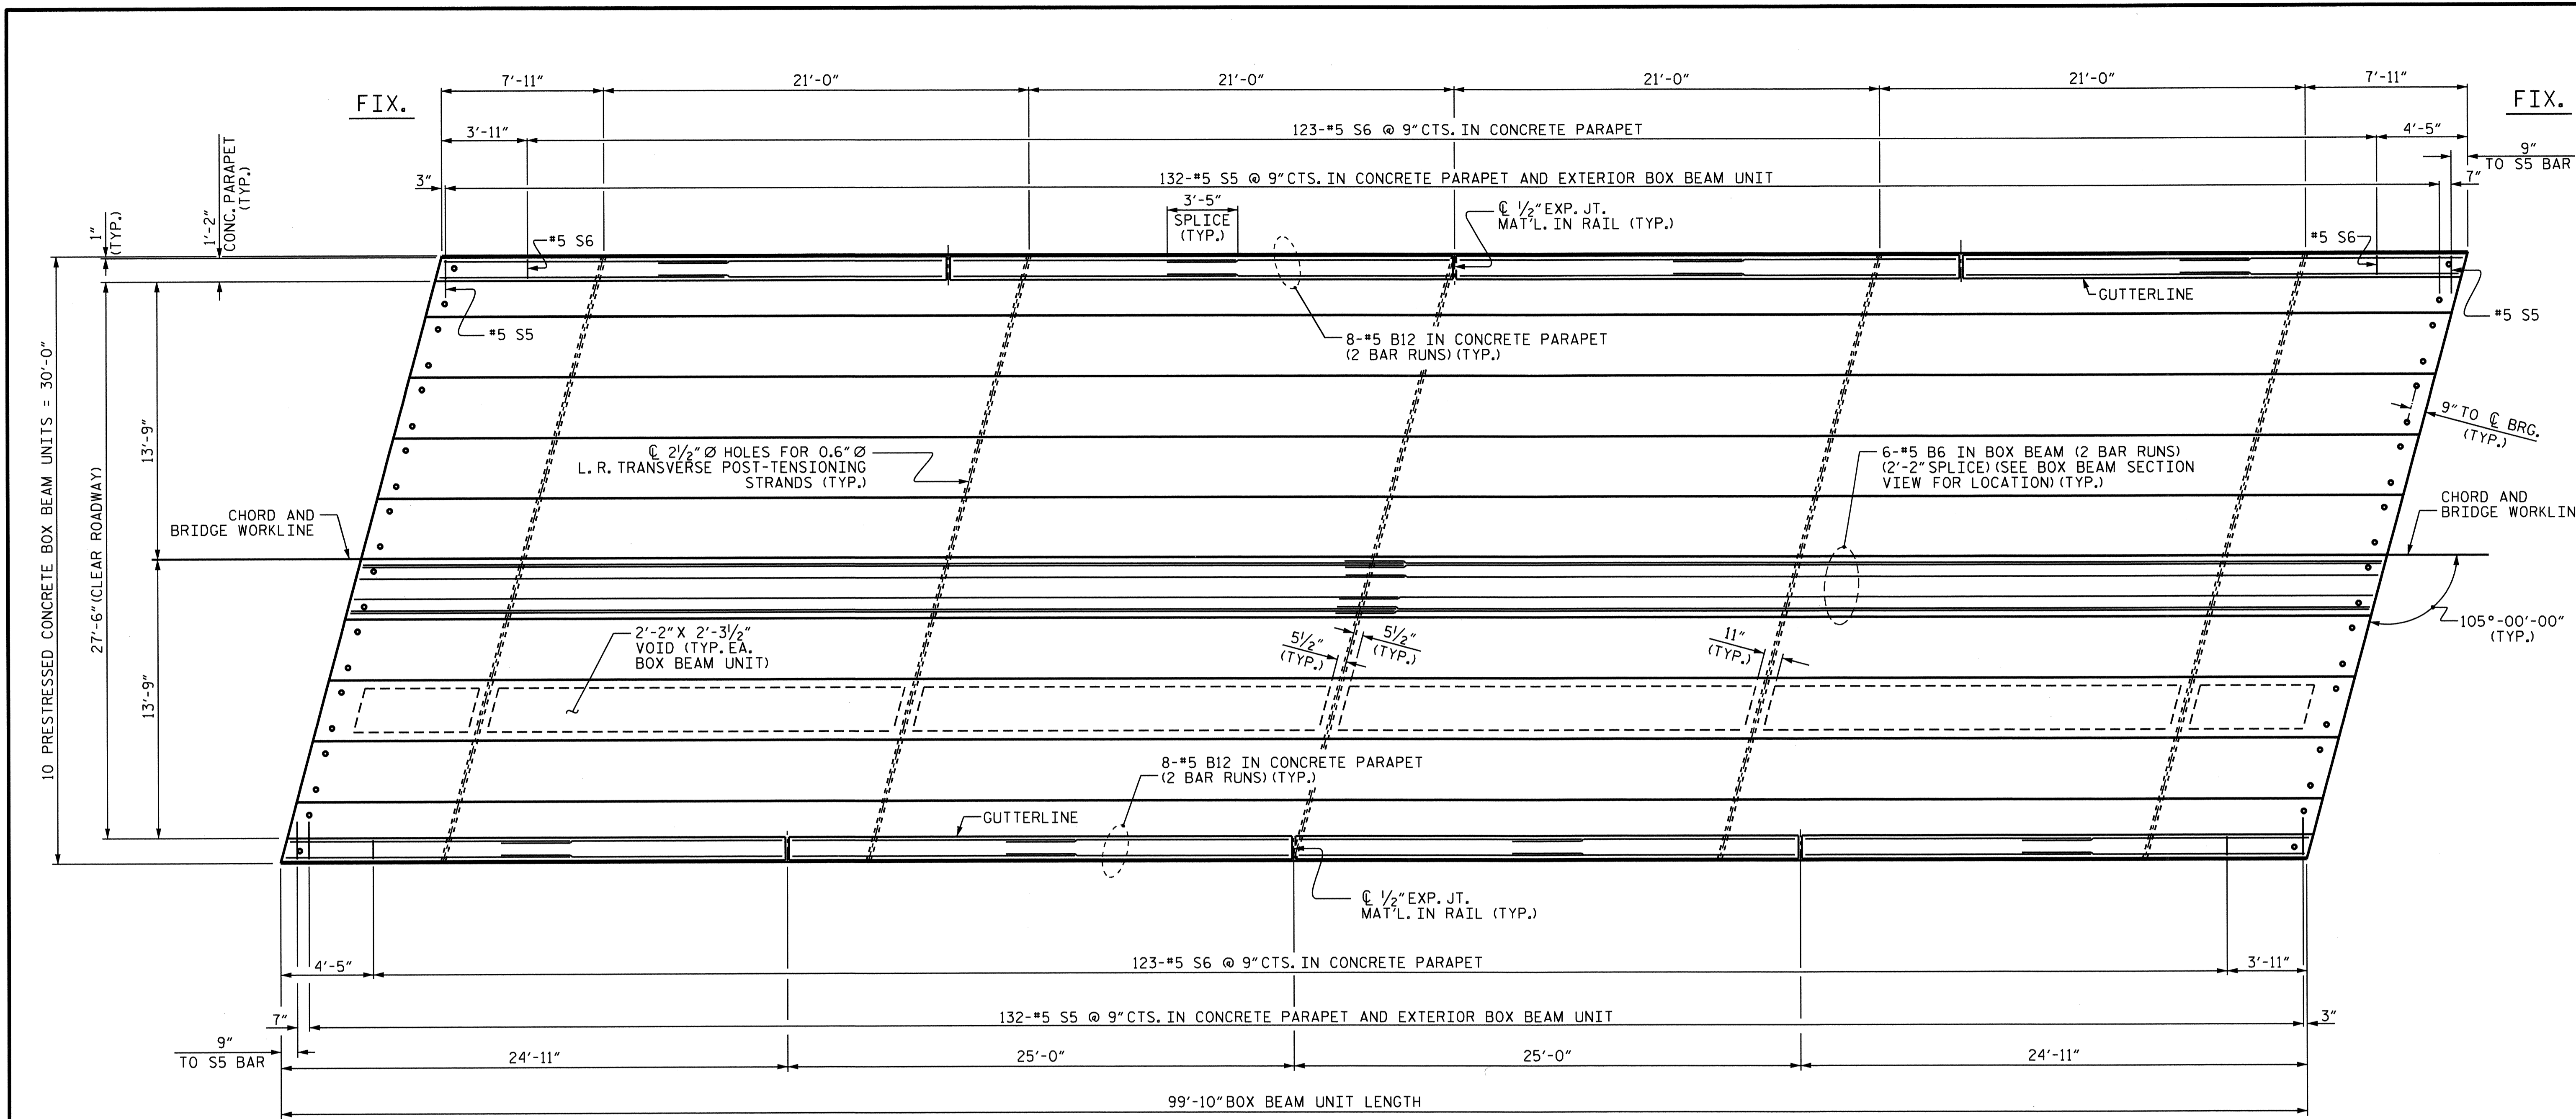 7'-11"
21'-0"
21'-0"
21'-0"
21'-0"
7'-11"
FIX.
FIX.
3'-11"
123-#5 S6 @ 9" CTS. IN CONCRETE PARAPET
4'-5"
9"
TO S5 BAR
3"
132-#5 S5 @ 9" CTS. IN CONCRETE PARAPET AND EXTERIOR BOX BEAM UNIT
7"
1"
(TYP.)
1'-2"
CONC. PARAPET
(TYP.)
3'-5"
SPLICE
(TYP.)
℄ 1/2" EXP. JT.
MAT'L. IN RAIL (TYP.)
#5 S6
#5 S6
#5 S5
GUTTERLINE
#5 S5
8-#5 B12 IN CONCRETE PARAPET
(2 BAR RUNS) (TYP.)
10 PRESTRESSED CONCRETE BOX BEAM UNITS = 30'-0"
27'-6" (CLEAR ROADWAY)
13'-9"
13'-9"
9" TO ℄ BRG.
(TYP.)
℄ 2 1/2" Ø HOLES FOR 0.6" Ø
L. R. TRANSVERSE POST-TENSIONING
STRANDS (TYP.)
6-#5 B6 IN BOX BEAM (2 BAR RUNS)
(2'-2" SPLICE) (SEE BOX BEAM SECTION
VIEW FOR LOCATION) (TYP.)
CHORD AND
BRIDGE WORKLINE
CHORD AND
BRIDGE WORKLIN
105°-00'-00"
(TYP.)
2'-2" X 2'-3 1/2"
VOID (TYP. EA.
BOX BEAM UNIT)
5 1/2"
(TYP.)
5 1/2"
(TYP.)
11"
(TYP.)
8-#5 B12 IN CONCRETE PARAPET
(2 BAR RUNS) (TYP.)
GUTTERLINE
℄ 1/2" EXP. JT.
MAT'L. IN RAIL (TYP.)
4'-5"
123-#5 S6 @ 9" CTS. IN CONCRETE PARAPET
3'-11"
7"
132-#5 S5 @ 9" CTS. IN CONCRETE PARAPET AND EXTERIOR BOX BEAM UNIT
3"
9"
TO S5 BAR
24'-11"
25'-0"
25'-0"
24'-11"
99'-10" BOX BEAM UNIT LENGTH